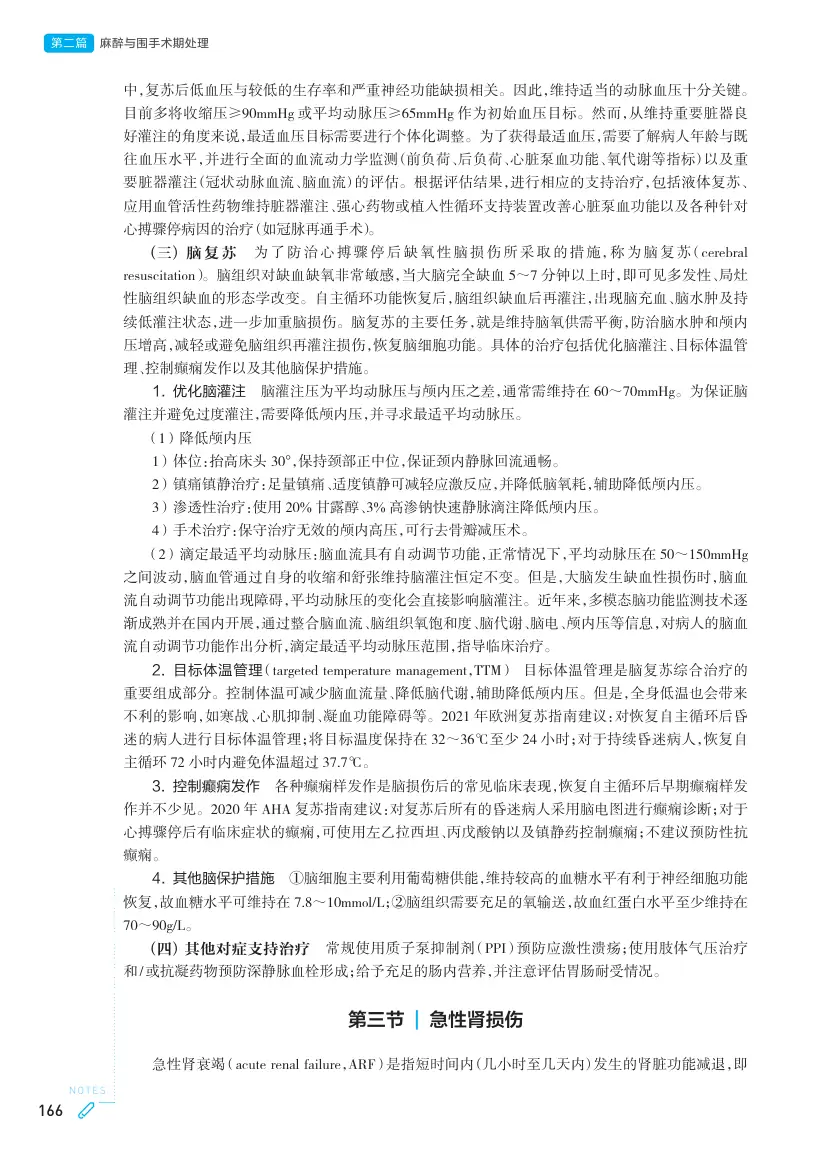 第二篇 麻醉与围手术期处理
中,复苏后低血压与较低的生存率和严重神经功能缺损相关。因此,维持适当的动脉血压十分关键。
目前多将收缩压≥90mmHg 或平均动脉压≥65mmHg 作为初始血压目标。然而,从维持重要脏器良
好灌注的角度来说,最适血压目标需要进行个体化调整。为了获得最适血压,需要了解病人年龄与既
往血压水平,并进行全面的血流动力学监测(前负荷、后负荷、心脏泵血功能、氧代谢等指标)以及重
要脏器灌注(冠状动脉血流、脑血流)的评估。根据评估结果,进行相应的支持治疗,包括液体复苏、
应用血管活性药物维持脏器灌注、强心药物或植入性循环支持装置改善心脏泵血功能以及各种针对
心搏骤停病因的治疗(如冠脉再通手术)。
(三) 脑复苏 为了防治心搏骤停后缺氧性脑损伤所采取的措施,称为脑复苏(cerebral
resuscitation)。脑组织对缺血缺氧非常敏感,当大脑完全缺血 5～7 分钟以上时,即可见多发性、局灶
性脑组织缺血的形态学改变。自主循环功能恢复后,脑组织缺血后再灌注,出现脑充血、脑水肿及持
续低灌注状态,进一步加重脑损伤。脑复苏的主要任务,就是维持脑氧供需平衡,防治脑水肿和颅内
压增高,减轻或避免脑组织再灌注损伤,恢复脑细胞功能。具体的治疗包括优化脑灌注、目标体温管
理、控制癫痫发作以及其他脑保护措施。
1. 优化脑灌注 脑灌注压为平均动脉压与颅内压之差,通常需维持在 60～70mmHg。为保证脑
灌注并避免过度灌注,需要降低颅内压,并寻求最适平均动脉压。
(1)降低颅内压
1)体位:抬高床头 30°,保持颈部正中位,保证颈内静脉回流通畅。
2)镇痛镇静治疗:足量镇痛、适度镇静可减轻应激反应,并降低脑氧耗,辅助降低颅内压。
3)渗透性治疗:使用 20% 甘露醇、3% 高渗钠快速静脉滴注降低颅内压。
4)手术治疗:保守治疗无效的颅内高压,可行去骨瓣减压术。
(2)滴定最适平均动脉压:脑血流具有自动调节功能,正常情况下,平均动脉压在 50～150mmHg
之间波动,脑血管通过自身的收缩和舒张维持脑灌注恒定不变。但是,大脑发生缺血性损伤时,脑血
流自动调节功能出现障碍,平均动脉压的变化会直接影响脑灌注。近年来,多模态脑功能监测技术逐
渐成熟并在国内开展,通过整合脑血流、脑组织氧饱和度、脑代谢、脑电、颅内压等信息,对病人的脑血
流自动调节功能作出分析,滴定最适平均动脉压范围,指导临床治疗。
2. 目标体温管理(targeted temperature management,TTM) 目标体温管理是脑复苏综合治疗的
重要组成部分。控制体温可减少脑血流量、降低脑代谢,辅助降低颅内压。但是,全身低温也会带来
不利的影响,如寒战、心肌抑制、凝血功能障碍等。2021 年欧洲复苏指南建议:对恢复自主循环后昏
迷的病人进行目标体温管理;将目标温度保持在 32～36℃至少 24 小时;对于持续昏迷病人,恢复自
主循环 72 小时内避免体温超过 37.7℃。
3. 控制癫痫发作 各种癫痫样发作是脑损伤后的常见临床表现,恢复自主循环后早期癫痫样发
作并不少见。2020 年 AHA 复苏指南建议:对复苏后所有的昏迷病人采用脑电图进行癫痫诊断;对于
心搏骤停后有临床症状的癫痫,可使用左乙拉西坦、丙戊酸钠以及镇静药控制癫痫;不建议预防性抗
癫痫。
4. 其他脑保护措施 ①脑细胞主要利用葡萄糖供能,维持较高的血糖水平有利于神经细胞功能
恢复,故血糖水平可维持在 7.8～10mmol/L;②脑组织需要充足的氧输送,故血红蛋白水平至少维持在
70～90g/L。
(四) 其他对症支持治疗 常规使用质子泵抑制剂(PPI)预防应激性溃疡;使用肢体气压治疗
和/或抗凝药物预防深静脉血栓形成;给予充足的肠内营养,并注意评估胃肠耐受情况。
第三节 | 急性肾损伤
急性肾衰竭(acute renal failure,ARF)是指短时间内(几小时至几天内)发生的肾脏功能减退,即
NOTES
166